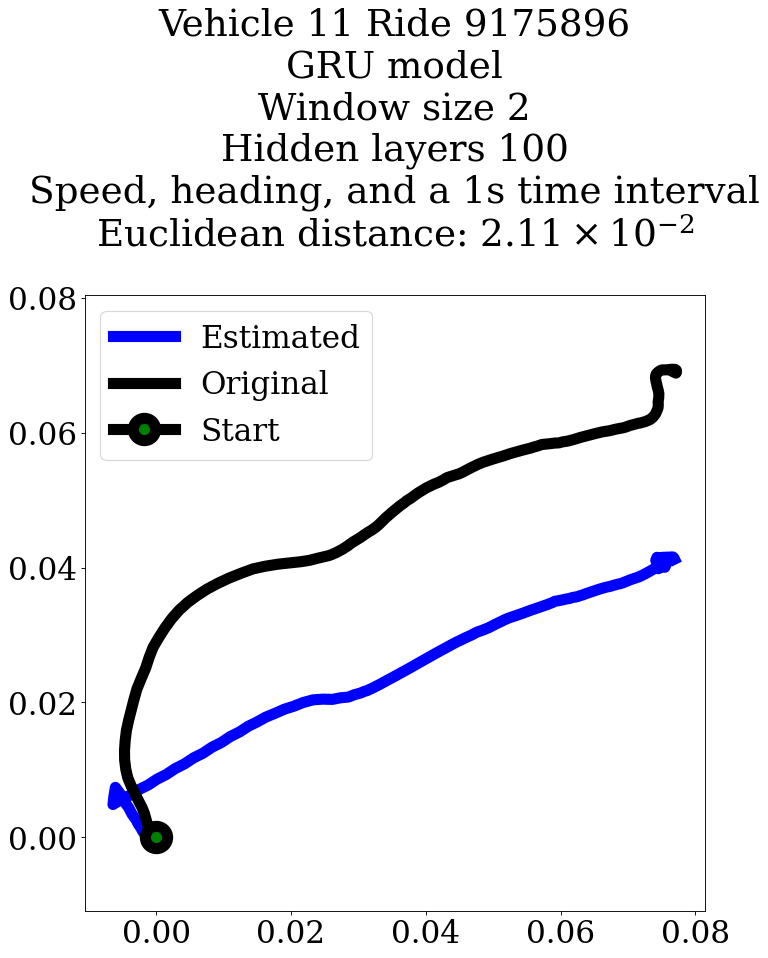 Vehicle 11 Ride 9175896
GRU model
Window size 2
Hidden layers 100
Speed, heading, and a 1s time interval
Euclidean distance: 2.11 × 10⁻²
0.08
0.06
0.04
0.02
0.00
Estimated
Original
Start
0.00 0.02 0.04 0.06 0.08